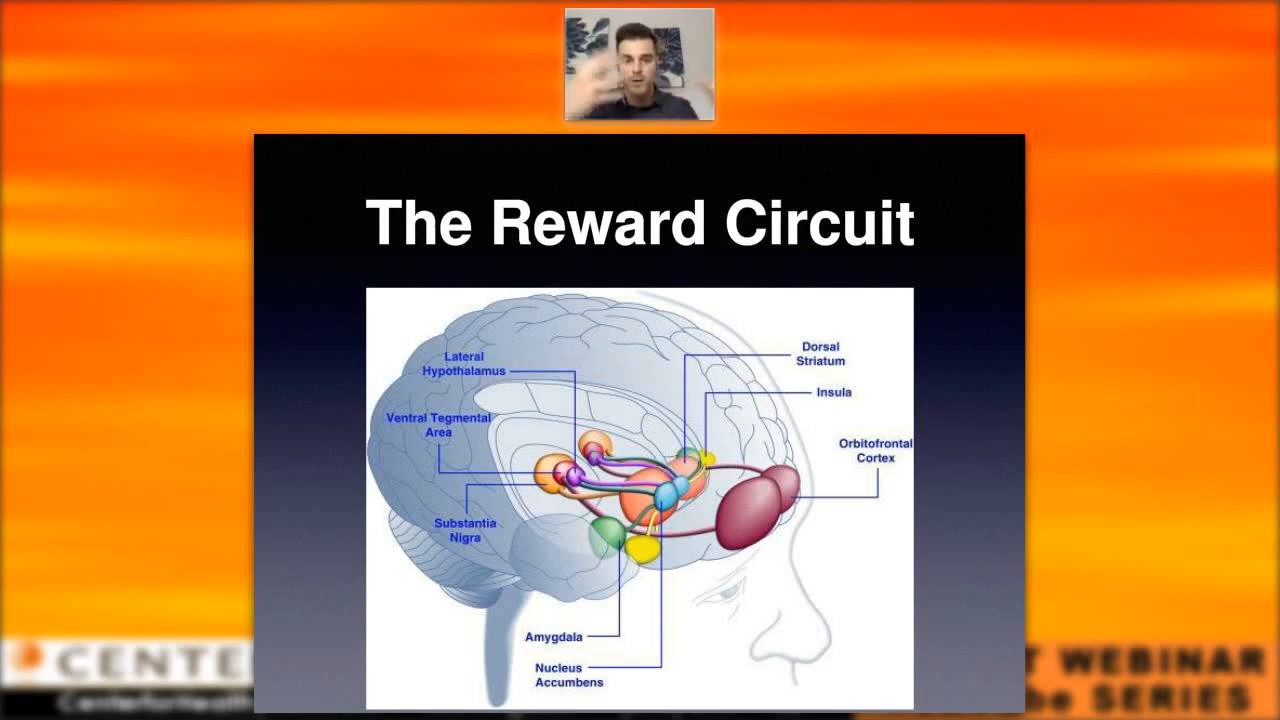 The Reward Circuit
Dorsal
Striatum
Lateral
Hypothalamus
Insula
Ventral Tegmental
Area
Orbitofrontal
Cortex
Substantia
Nigra
Amygdala
Nucleus
Accumbens
CENTE
WEBINAR
SERIES